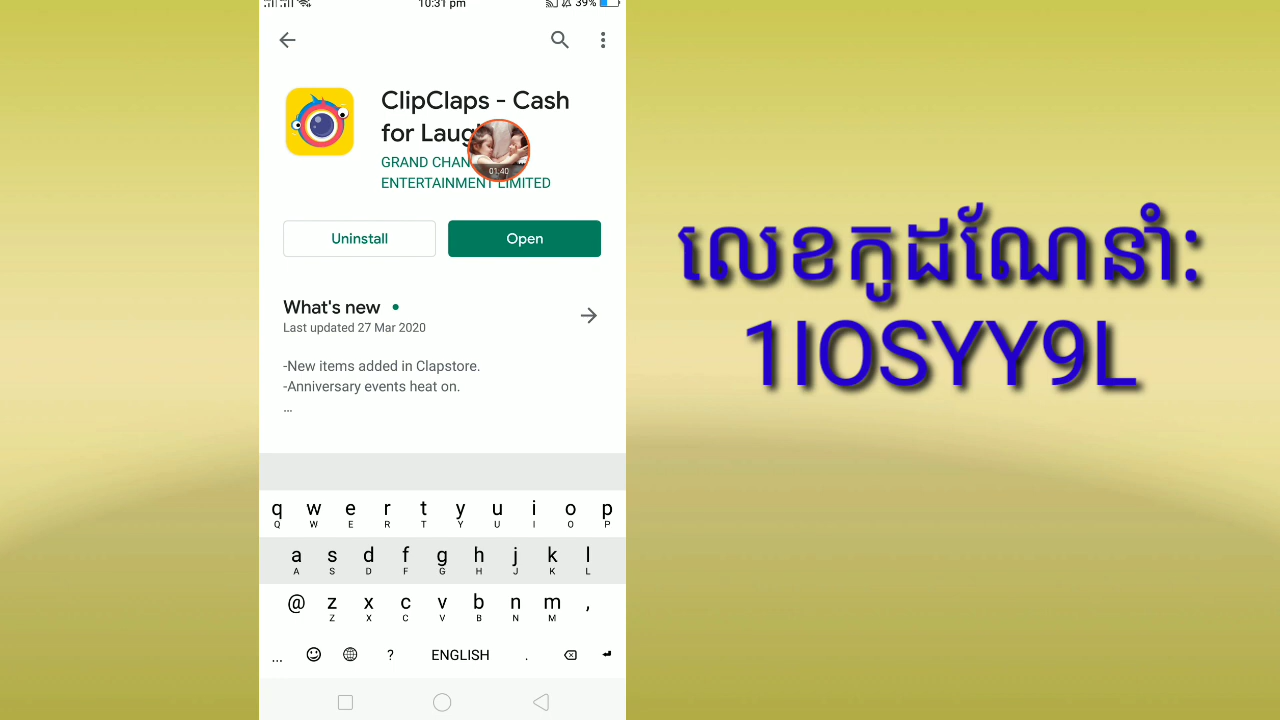 10:31 pm
39%
ClipClaps - Cash
for Laugh
GRAND CHAN
ENTERTAINMENT LIMITED
01:40
Uninstall
Open
What's new
Last updated 27 Mar 2020
-New items added in Clapstore.
-Anniversary events heat on.
...
លេខកូដណែនាំ:
1IOSYY9L
q w e r t y u i o p
Q W E R T Y U I O P
a s d f g h j k l
A S D F G H J K L
@ z x c v b n m ,
Z X C V B N M
... ? ENGLISH .